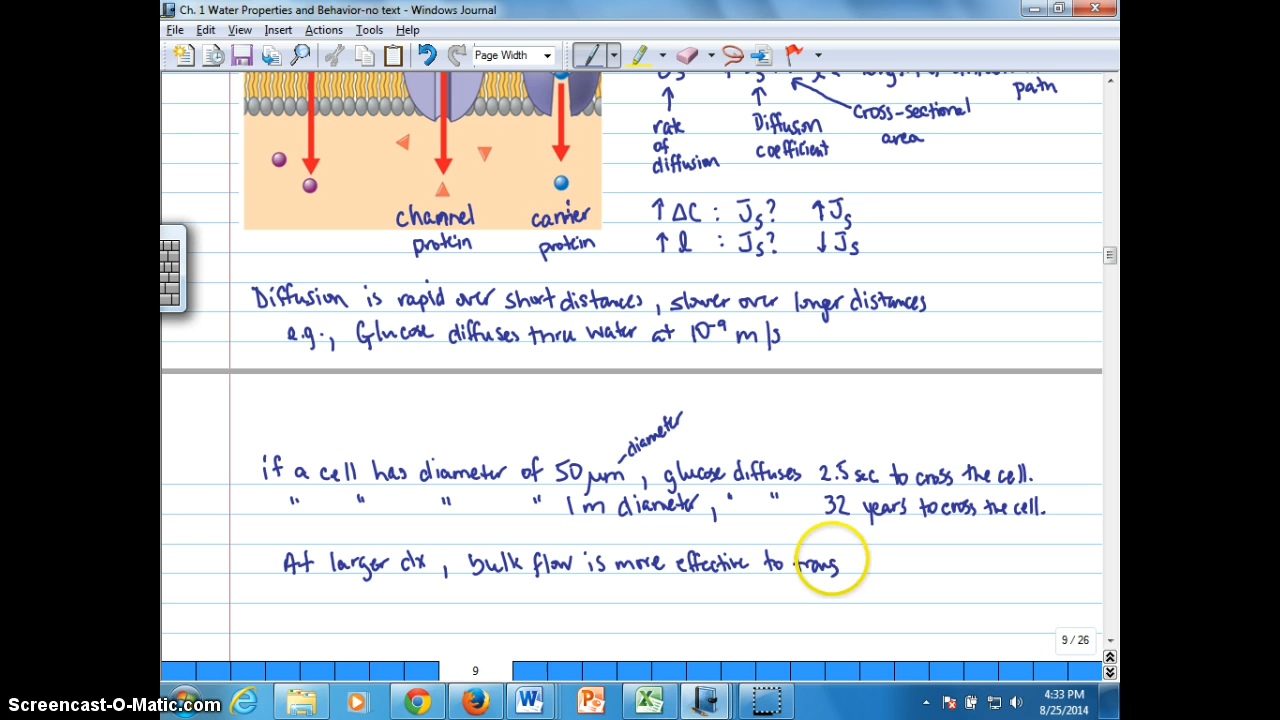 Ch. 1 Water Properties and Behavior-no text - Windows Journal
File Edit View Insert Actions Tools Help
Page Width
path
cross-sectional
area
rate
of
diffusion
Diffusion
coefficient
channel
protein
carrier
protein
↑ ΔC : Js? ↑ Js
↑ l : Js? ↓ Js
Diffusion is rapid over short distances, slower over longer distances
e.g., Glucose diffuses thru water at 10⁻⁹ m/s
diameter
if a cell has diameter of 50 μm, glucose diffuses 2.5 sec to cross the cell.
" " " " 1 m diameter, " " 32 years to cross the cell.
At larger dx, bulk flow is more effective to trans
9 / 26
9
4:33 PM
8/25/2014
Screencast-O-Matic.com